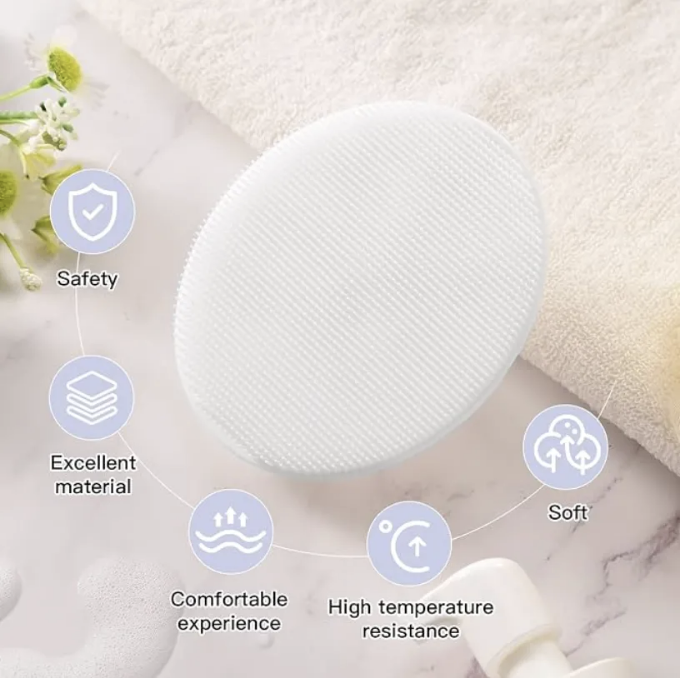 Safety
Excellent
material
Comfortable
experience
High temperature
resistance
Soft